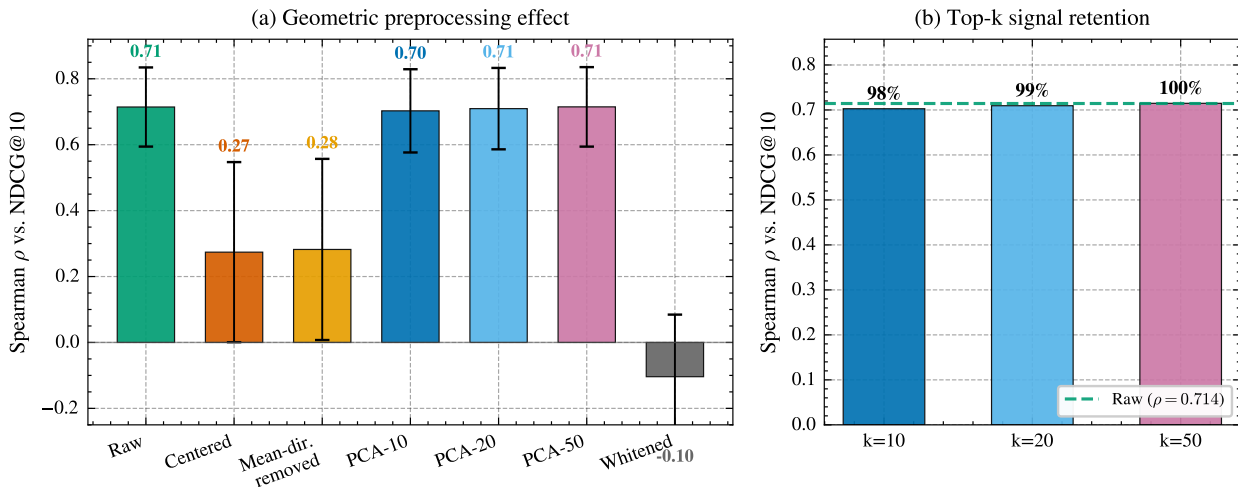 (a) Geometric preprocessing effect
Spearman ρ vs. NDCG@10
0.8
0.6
0.4
0.2
0.0
−0.2
0.71
0.27
0.28
0.70
0.71
0.71
-0.10
Raw
Centered
Mean-dir.
removed
PCA-10
PCA-20
PCA-50
Whitened
(b) Top-k signal retention
Spearman ρ vs. NDCG@10
0.8
0.7
0.6
0.5
0.4
0.3
0.2
0.1
0.0
98%
99%
100%
Raw (ρ = 0.714)
k=10
k=20
k=50